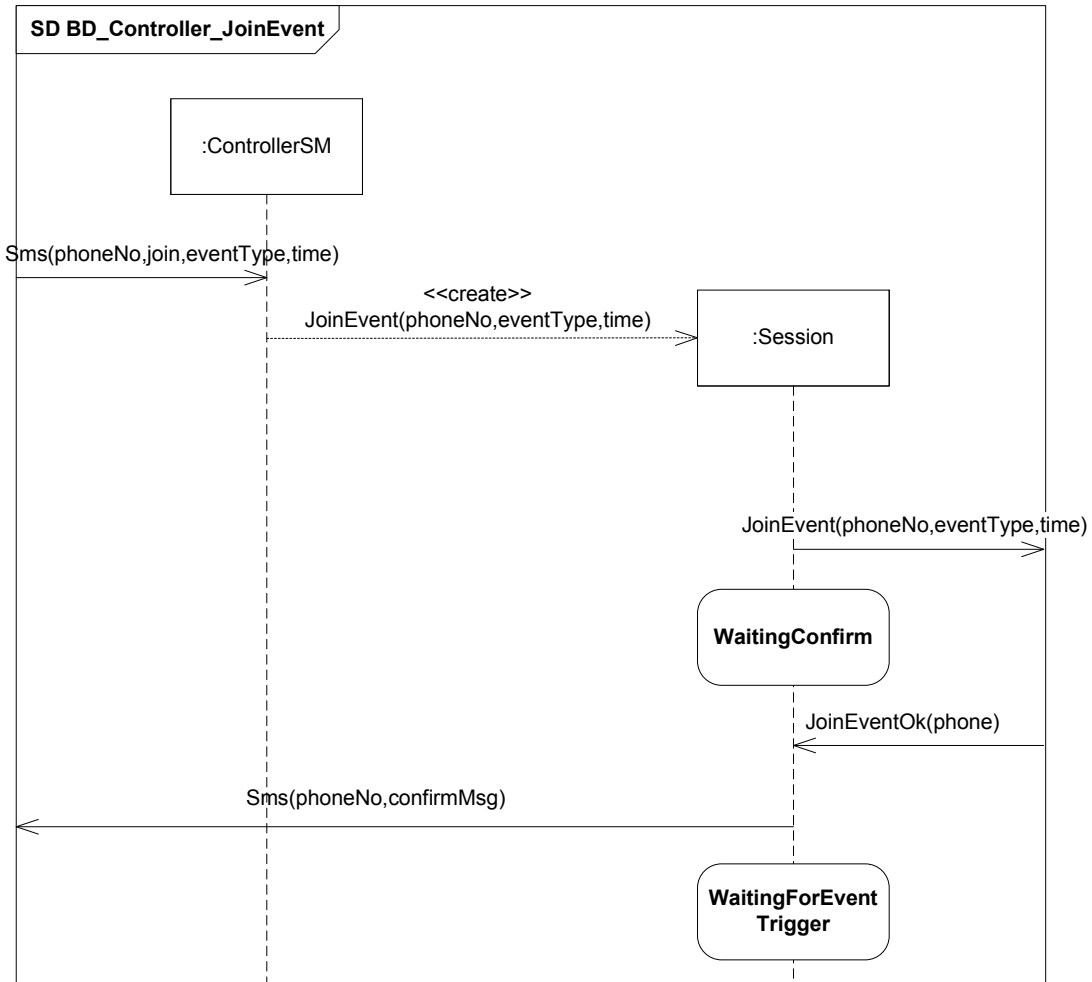 SD BD_Controller_JoinEvent
:ControllerSM
Sms(phoneNo,join,eventType,time)
<<create>>
JoinEvent(phoneNo,eventType,time)
:Session
JoinEvent(phoneNo,eventType,time)
WaitingConfirm
JoinEventOk(phone)
Sms(phoneNo,confirmMsg)
WaitingForEvent
Trigger